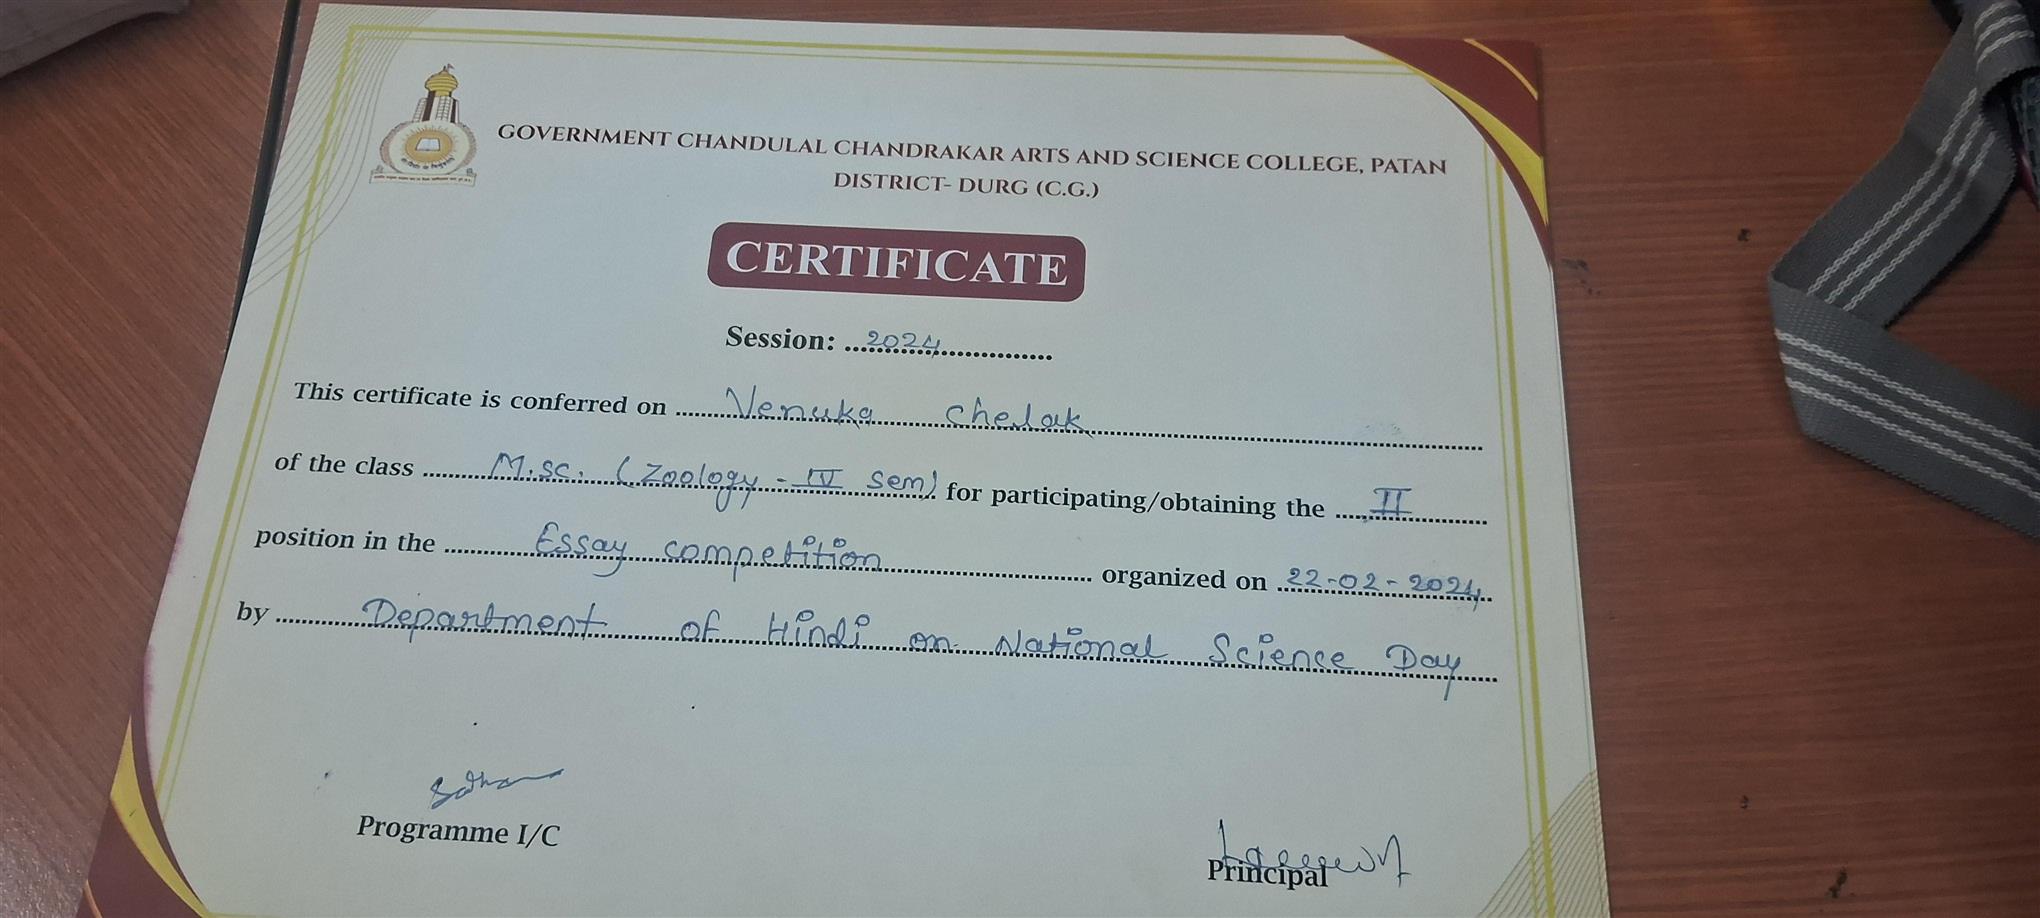 GOVERNMENT CHANDULAL CHANDRAKAR ARTS AND SCIENCE COLLEGE, PATAN
DISTRICT- DURG (C.G.)
CERTIFICATE
Session: 2024
This certificate is conferred on Venuka Chelak
of the class M.sc. (Zoology - IV sem) for participating/obtaining the II
position in the Essay competition organized on 22-02-2024
by Department of Hindi on National Science Day
Programme I/C
Principal